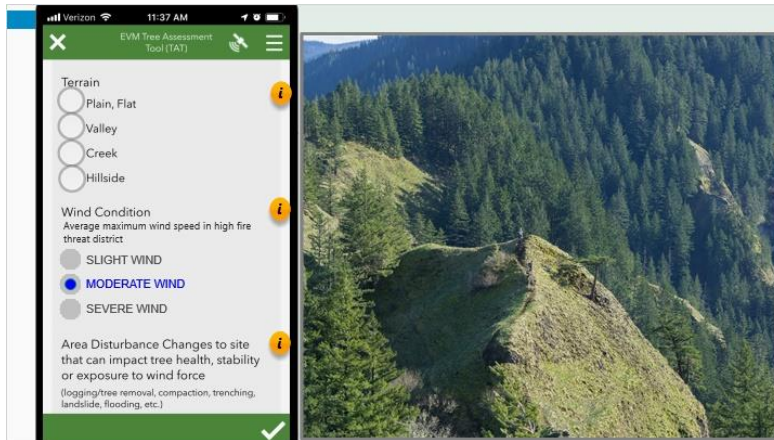 Verizon 11:37 AM
EVM Tree Assessment
Tool (TAT)
Terrain
i
Plain, Flat
Valley
Creek
Hillside
Wind Condition
i
Average maximum wind speed in high fire
threat district
SLIGHT WIND
MODERATE WIND
SEVERE WIND
Area Disturbance Changes to site
i
that can impact tree health, stability
or exposure to wind force
(logging/tree removal, compaction, trenching,
landslide, flooding, etc.)